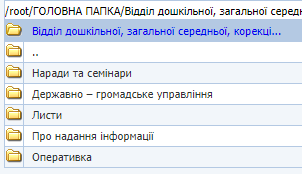 /root/ГОЛОВНА ПАПКА/Відділ дошкільної, загальної середн
Відділ дошкільної, загальної середньої, корекці...
..
Наради та семінари
Державно – громадське управління
Листи
Про надання інформації
Оперативка